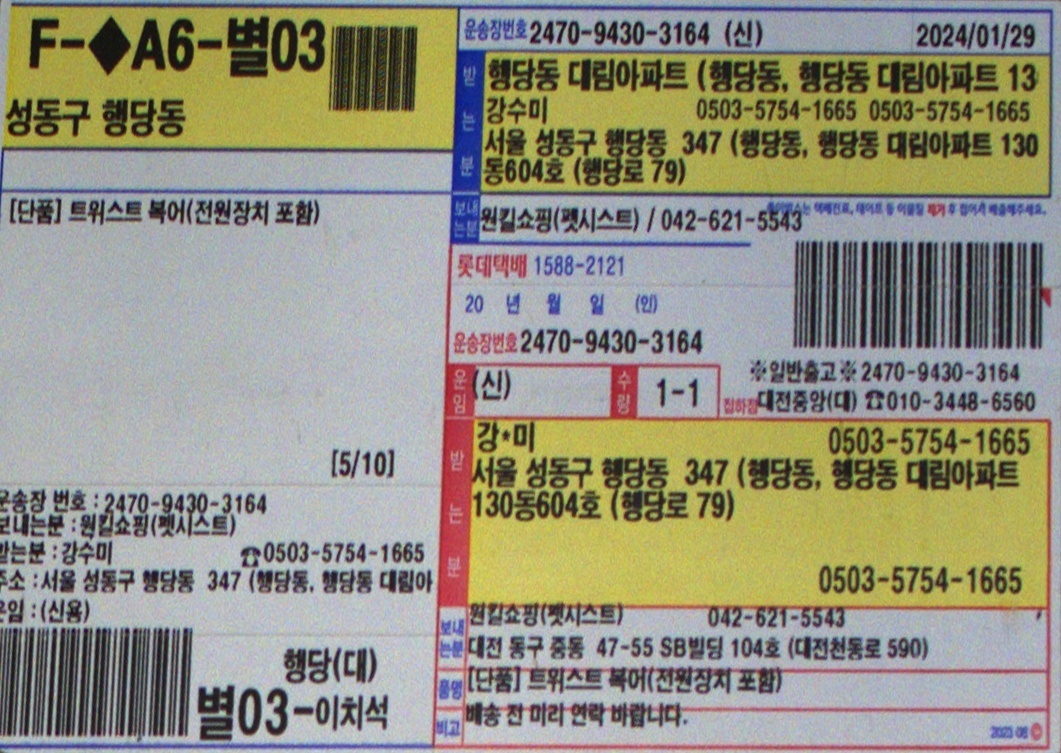 F-◆A6-별03
성동구 행당동
운송장번호 2470-9430-3164 (신) 2024/01/29
받는분
행당동 대림아파트 (행당동, 행당동 대림아파트 13
강수미 0503-5754-1665 0503-5754-1665
서울 성동구 행당동 347 (행당동, 행당동 대림아파트 130
동604호 (행당로 79)
보내는분 원킬쇼핑(펫시스트) / 042-621-5543
[단품] 트위스트 복어(전원장치 포함)
[5/10]
롯데택배 1588-2121
20 년 월 일 (인)
운송장번호 2470-9430-3164
운임 (신) 수량 1-1
※일반출고※ 2470-9430-3164
집하점 대전중앙(대) ☎010-3448-6560
받는분
강*미 0503-5754-1665
서울 성동구 행당동 347 (행당동, 행당동 대림아파트
130동604호 (행당로 79)
0503-5754-1665
보내는분 원킬쇼핑(펫시스트) 042-621-5543
대전 동구 중동 47-55 SB빌딩 104호 (대전천동로 590)
품명 [단품] 트위스트 복어(전원장치 포함)
비고 배송 전 미리 연락 바랍니다.
운송장 번호 : 2470-9430-3164
보내는분 : 원킬쇼핑(펫시스트)
받는분 : 강수미 ☎0503-5754-1665
주소 : 서울 성동구 행당동 347 (행당동, 행당동 대림아
운임 : (신용)
행당(대)
별03-이치석